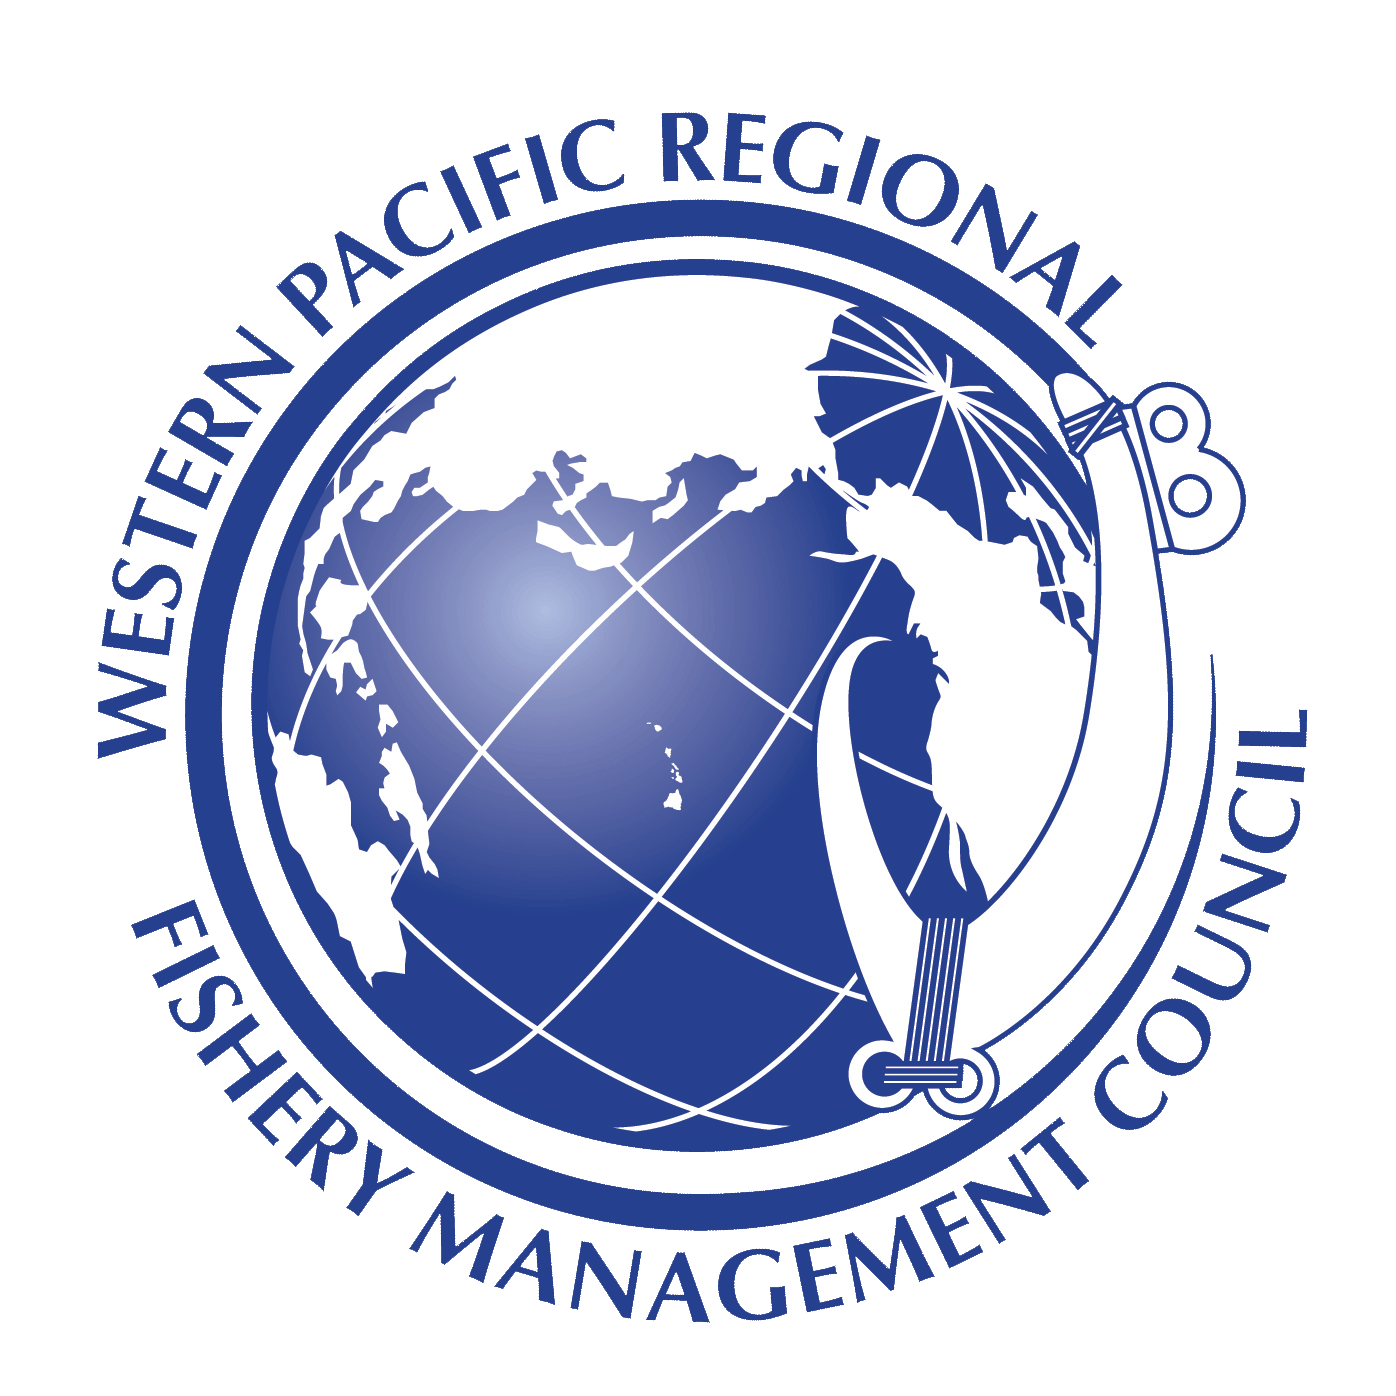 WESTERN PACIFIC REGIONAL
FISHERY MANAGEMENT COUNCIL